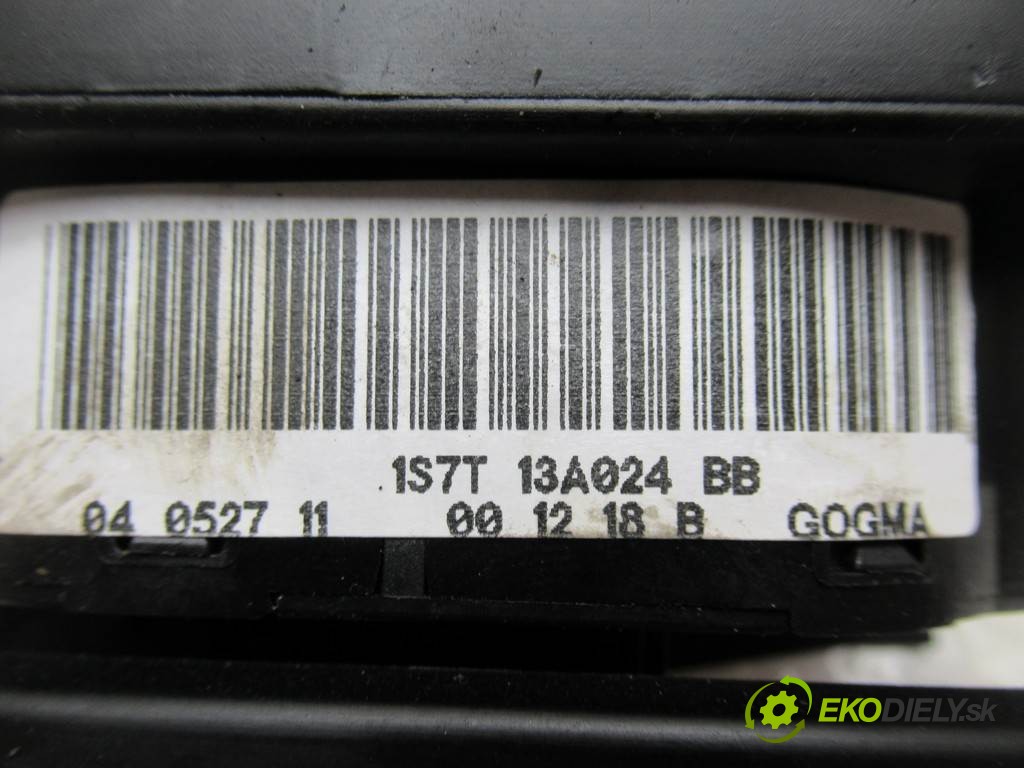 1S7T 13A024 BB
04 0527 11 00 12 18 B GOGMA
EKODIELY.sk